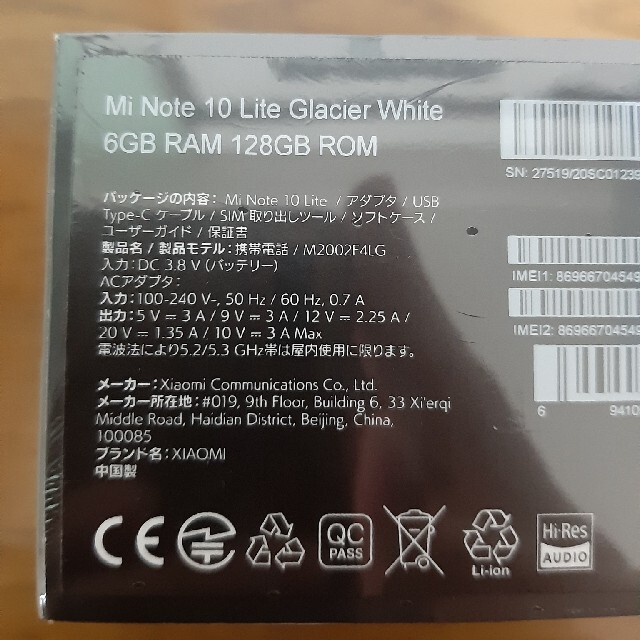 Mi Note 10 Lite Glacier White
6GB RAM 128GB ROM
SN: 27519/20SC01239
パッケージの内容: Mi Note 10 Lite / アダプタ / USB
Type-C ケーブル / SIM 取り出しツール / ソフトケース /
ユーザーガイド / 保証書
製品名 / 製品モデル: 携帯電話 / M2002F4LG
入力: DC 3.8 V (バッテリー)
ACアダプタ:
入力: 100-240 V~, 50 Hz / 60 Hz, 0.7 A
出力: 5 V⎓3 A / 9 V⎓3 A / 12 V⎓2.25 A /
20 V⎓1.35 A / 10 V⎓3 A Max
電波法により5.2/5.3 GHz帯は屋内使用に限ります。
IMEI1: 86966704549
IMEI2: 86966704549
6 9410
メーカー: Xiaomi Communications Co., Ltd.
メーカー所在地: #019, 9th Floor, Building 6, 33 Xi'erqi
Middle Road, Haidian District, Beijing, China,
100085
ブランド名: XIAOMI
中国製
CE
QC
PASS
Li-ion
Hi-Res
AUDIO